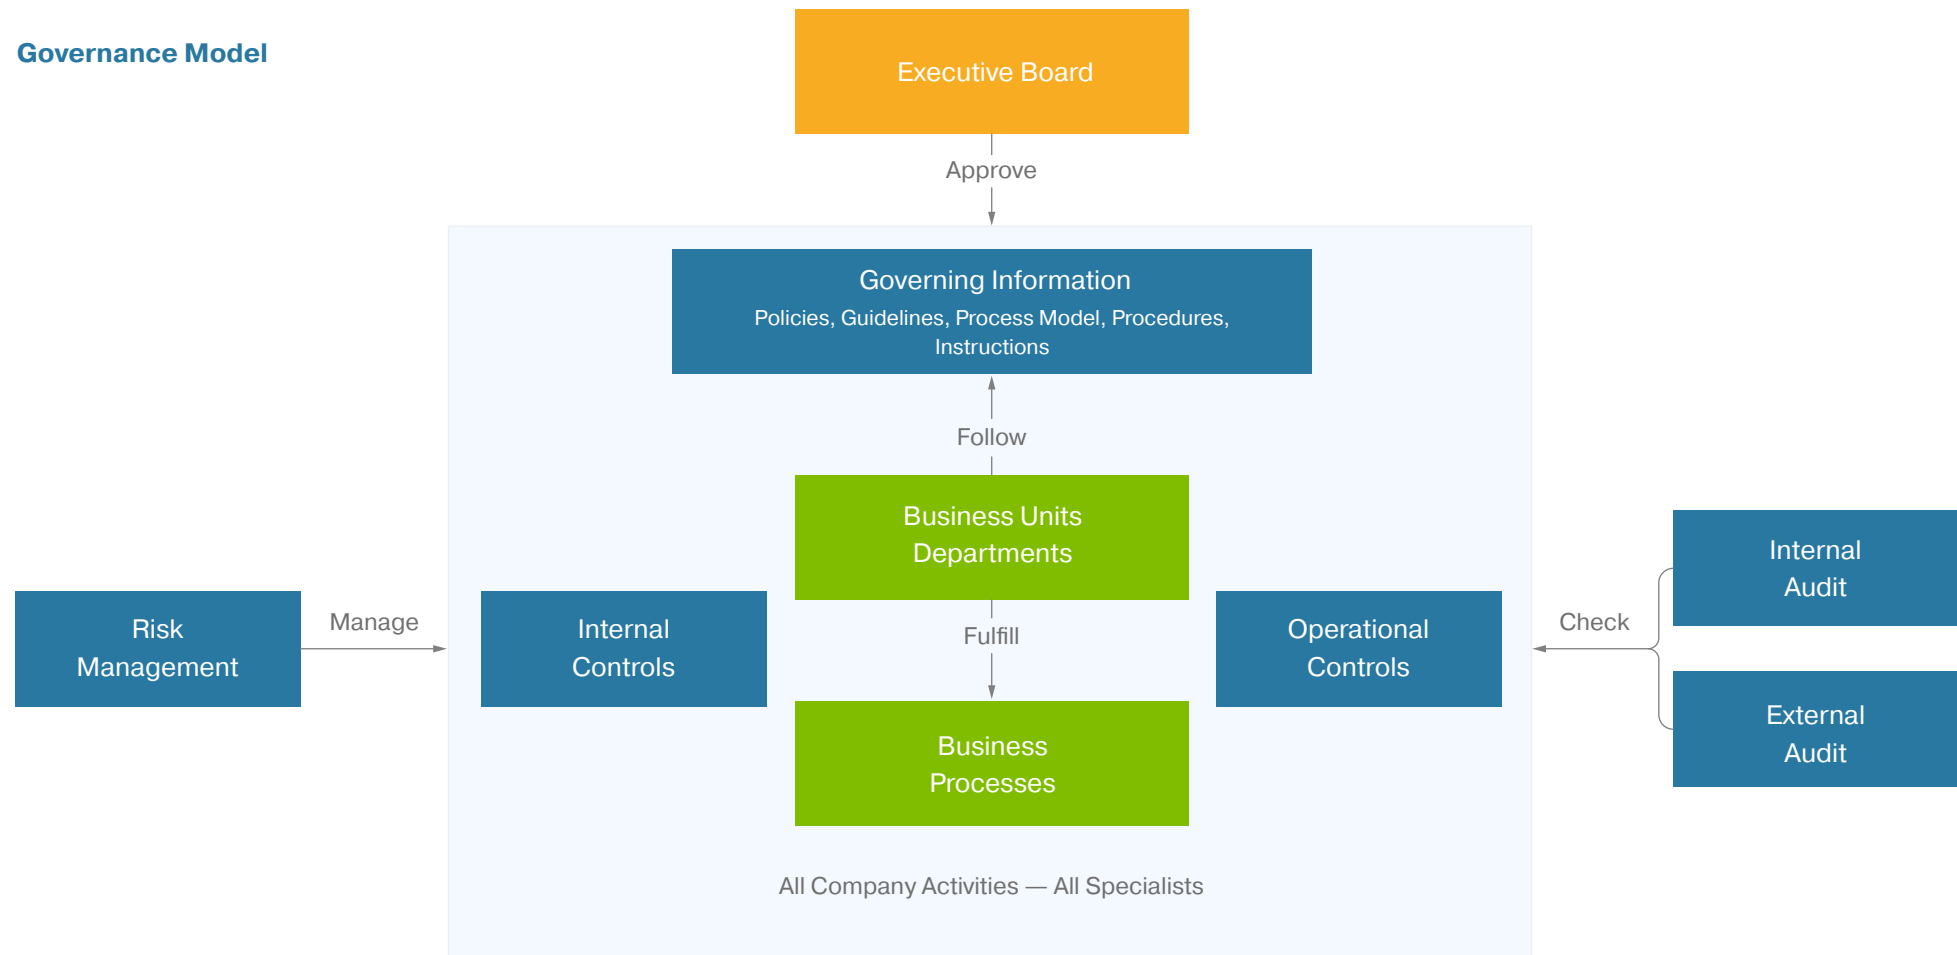 Governance Model
Executive Board
Approve
Governing Information
Policies, Guidelines, Process Model, Procedures,
Instructions
Follow
Business Units
Departments
Risk
Management
Manage
Internal
Controls
Fulfill
Operational
Controls
Check
Internal
Audit
External
Audit
Business
Processes
All Company Activities — All Specialists